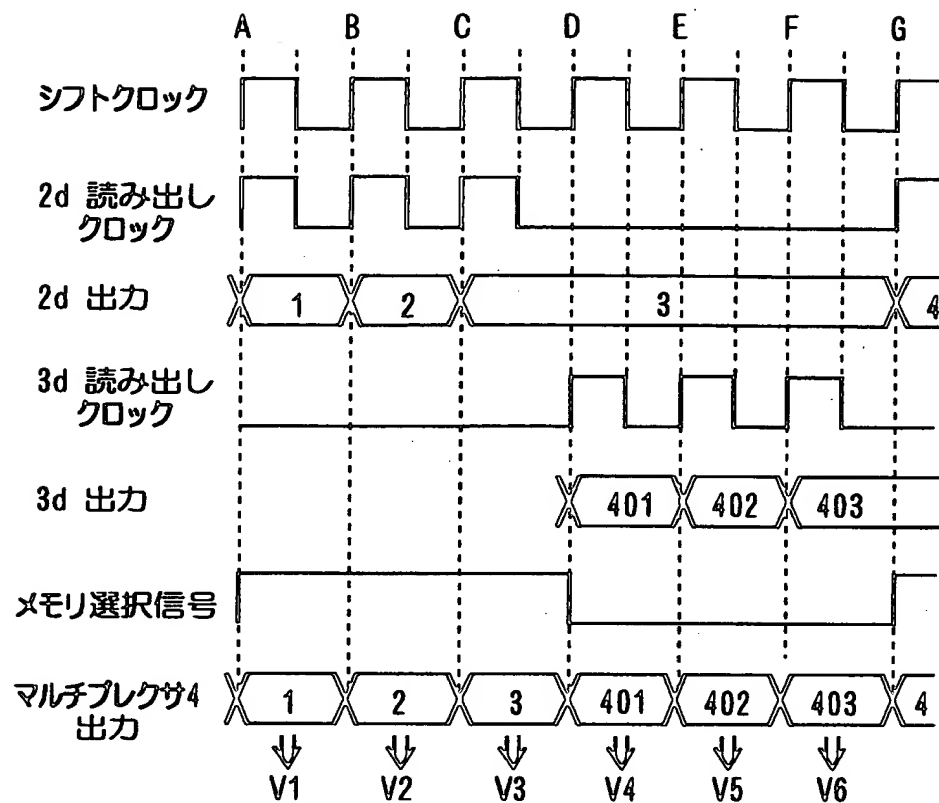 A B C D E F G
シフトクロック
2d 読み出し
クロック
2d 出力
1 2 3 4
3d 読み出し
クロック
3d 出力
401 402 403
メモリ選択信号
マルチプレクサ4
出力
1 2 3 401 402 403 4
V1 V2 V3 V4 V5 V6